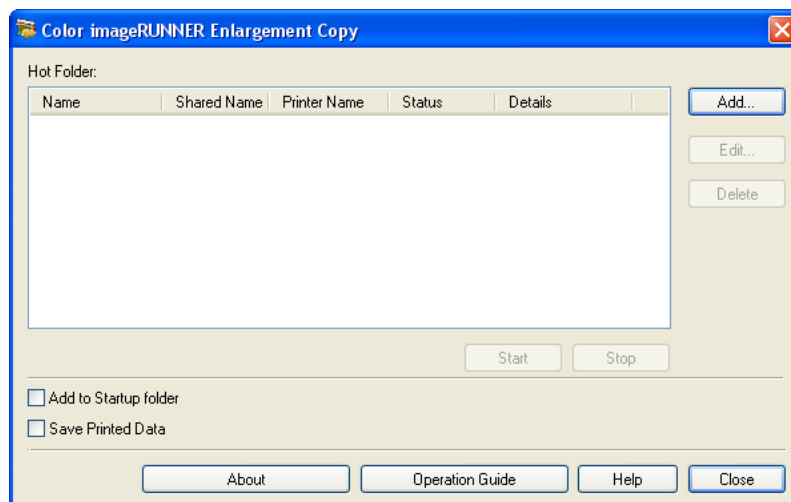 Color imageRUNNER Enlargement Copy
Hot Folder:
Name Shared Name Printer Name Status Details
Add...
Edit...
Delete
Start Stop
Add to Startup folder
Save Printed Data
About Operation Guide Help Close